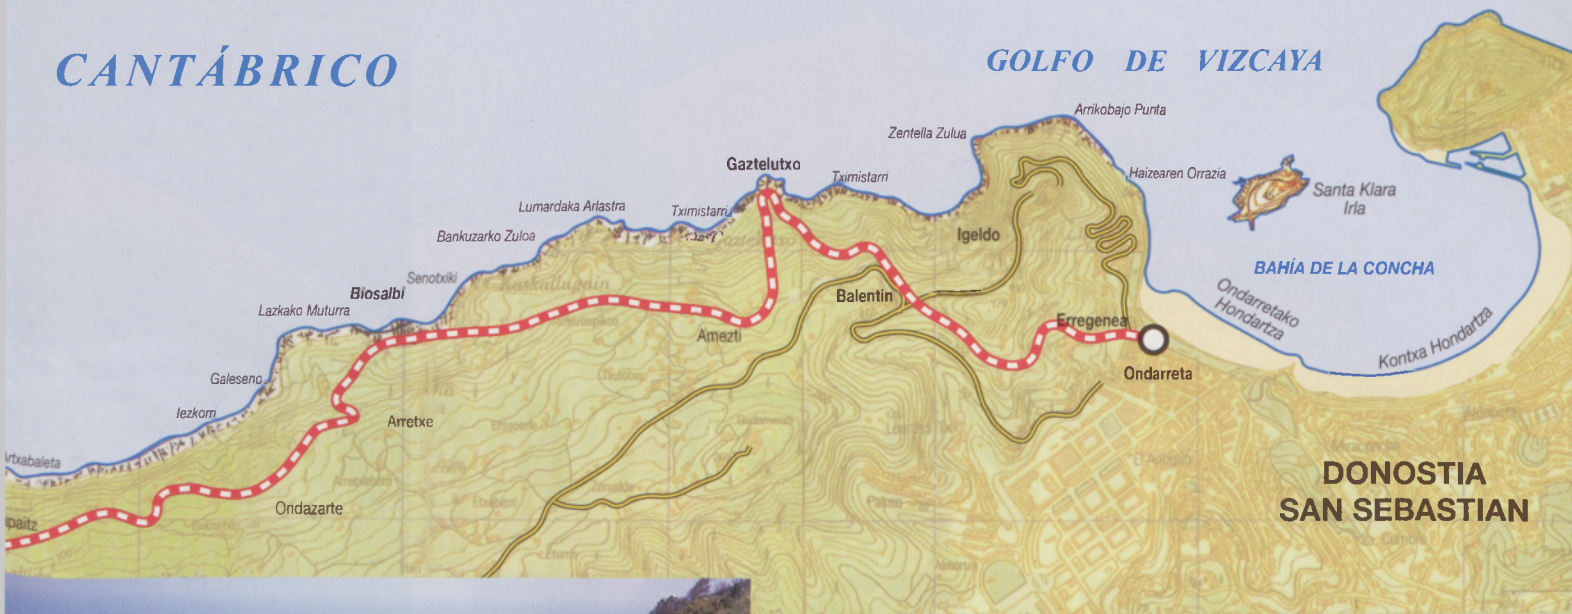 CANTÁBRICO
GOLFO DE VIZCAYA
Arrikobajo Punta
Zentella Zulua
Gaztelutxo
Tximistarri
Haizearen Orrazia
Santa Klara
Irla
Lumardaka Arlastra
Tximistarri
Bankuzarko Zuloa
Gaztelutxo
Igeldo
BAHÍA DE LA CONCHA
Senotxiki
Biosalbi
Lazkako Muturra
Balentin
Ondarretako
Hondartza
Amezti
Erregenea
Kontxa Hondartza
Ondarreta
Galeseno
Iezkorri
Arretxe
Artxabaleta
Ondazarte
DONOSTIA
SAN SEBASTIAN